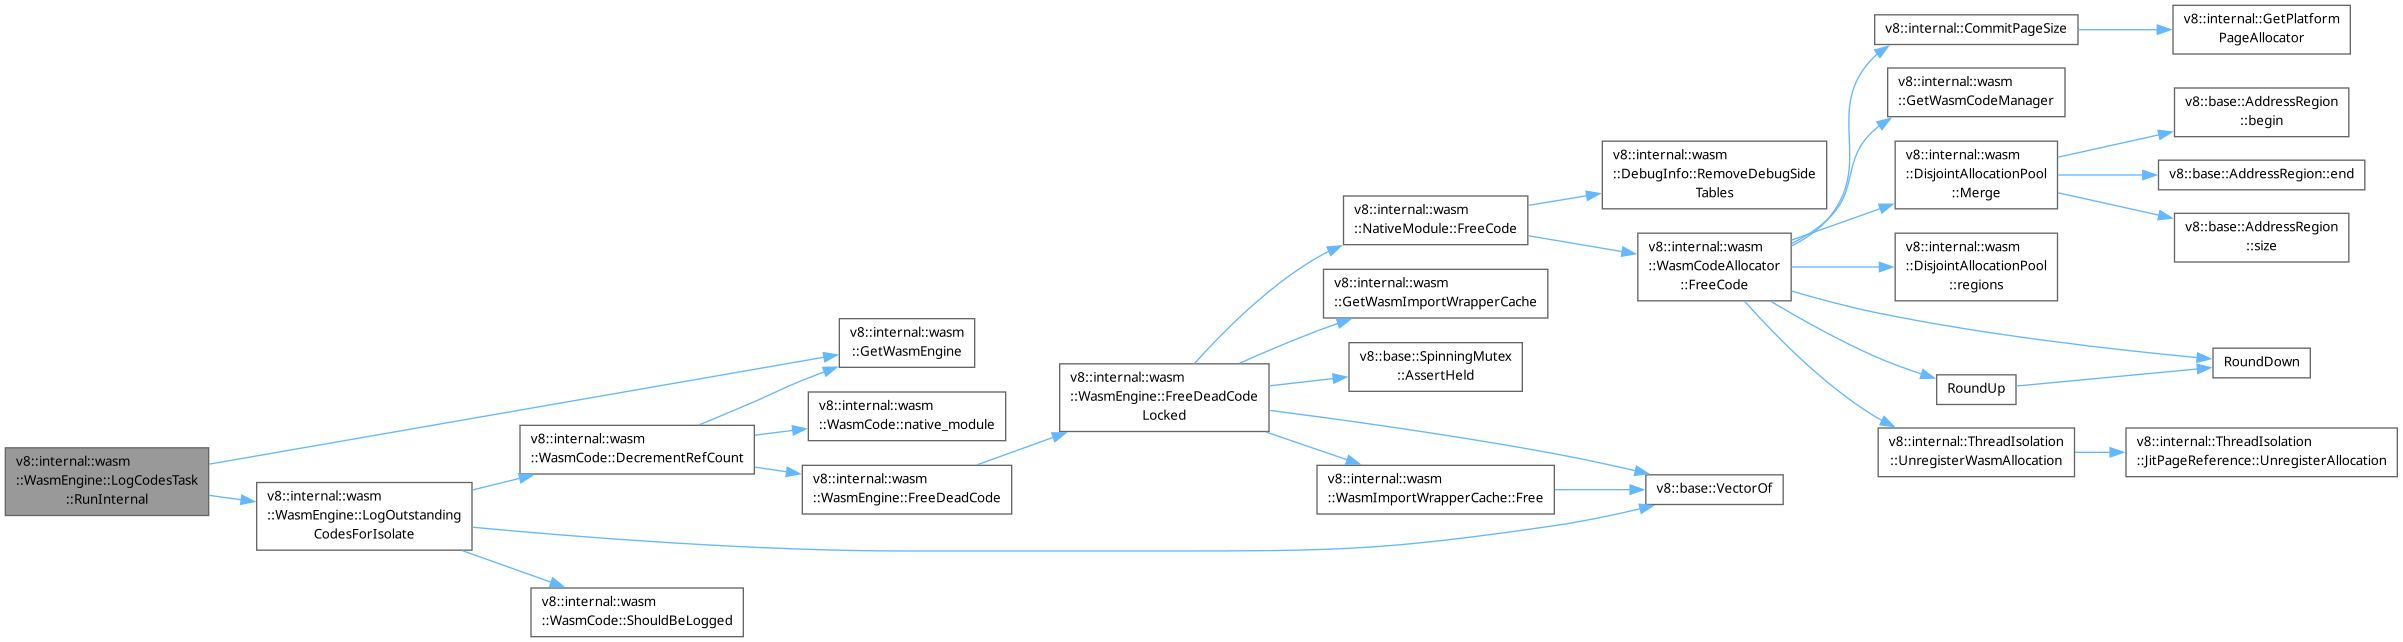 v8::internal::wasm
::WasmEngine::LogCodesTask
::RunInternal
v8::internal::wasm
::GetWasmEngine
v8::internal::wasm
::WasmEngine::LogOutstanding
CodesForIsolate
v8::internal::wasm
::WasmCode::DecrementRefCount
v8::internal::wasm
::WasmCode::native_module
v8::internal::wasm
::WasmEngine::FreeDeadCode
v8::internal::wasm
::WasmCode::ShouldBeLogged
v8::internal::wasm
::WasmEngine::FreeDeadCode
Locked
v8::internal::wasm
::NativeModule::FreeCode
v8::internal::wasm
::GetWasmImportWrapperCache
v8::base::SpinningMutex
::AssertHeld
v8::internal::wasm
::WasmImportWrapperCache::Free
v8::base::VectorOf
v8::internal::wasm
::DebugInfo::RemoveDebugSide
Tables
v8::internal::wasm
::WasmCodeAllocator
::FreeCode
v8::internal::CommitPageSize
v8::internal::GetPlatform
PageAllocator
v8::internal::wasm
::GetWasmCodeManager
v8::internal::wasm
::DisjointAllocationPool
::Merge
v8::base::AddressRegion
::begin
v8::base::AddressRegion::end
v8::base::AddressRegion
::size
v8::internal::wasm
::DisjointAllocationPool
::regions
RoundDown
RoundUp
v8::internal::ThreadIsolation
::UnregisterWasmAllocation
v8::internal::ThreadIsolation
::JitPageReference::UnregisterAllocation